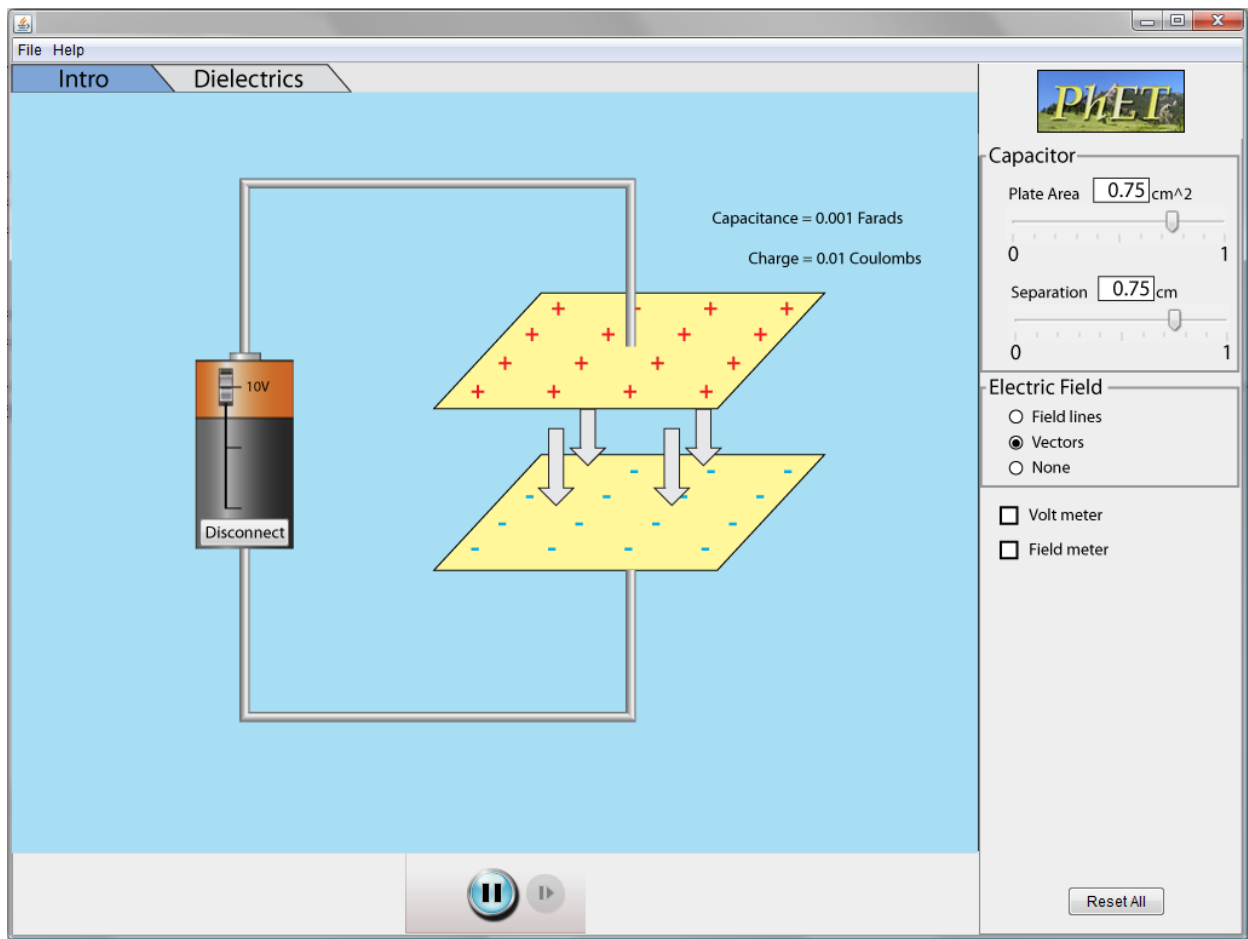 File Help
Intro Dielectrics
PhET
Capacitor
Plate Area 0.75 cm^2
0 1
Separation 0.75 cm
0 1
Electric Field
Field lines
Vectors
None
Volt meter
Field meter
Reset All
Capacitance = 0.001 Farads
Charge = 0.01 Coulombs
10V
Disconnect